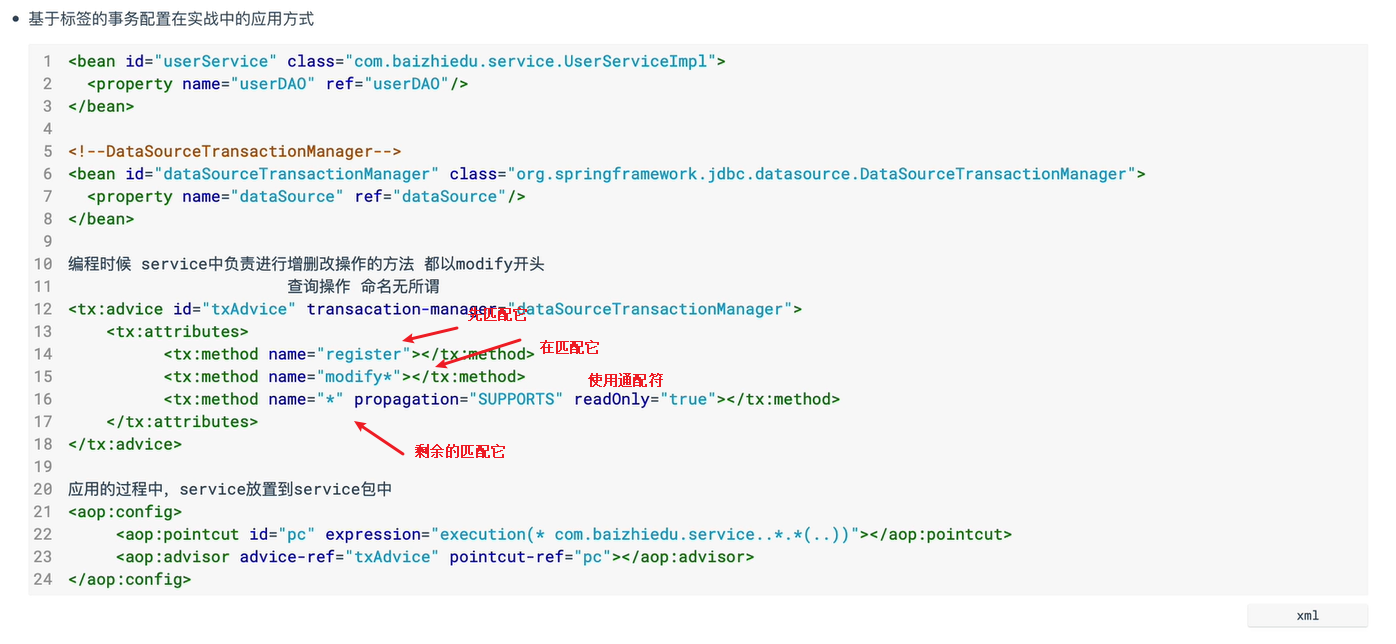 基于标签的事务配置在实战中的应用方式
1 <bean id="userService" class="com.baizhiedu.service.UserServiceImpl">
2 <property name="userDAO" ref="userDAO"/>
3 </bean>
4
5 <!--DataSourceTransactionManager-->
6 <bean id="dataSourceTransactionManager" class="org.springframework.jdbc.datasource.DataSourceTransactionManager">
7 <property name="dataSource" ref="dataSource"/>
8 </bean>
9
10 编程时候 service中负责进行增删改操作的方法 都以modify开头
11 查询操作 命名无所谓
12 <tx:advice id="txAdvice" transacation-manager="dataSourceTransactionManager">
先匹配它
13 <tx:attributes>
14 <tx:method name="register"></tx:method>
在匹配它
15 <tx:method name="modify*"></tx:method>
使用通配符
16 <tx:method name="*" propagation="SUPPORTS" readOnly="true"></tx:method>
17 </tx:attributes>
18 </tx:advice>
剩余的匹配它
19
20 应用的过程中，service放置到service包中
21 <aop:config>
22 <aop:pointcut id="pc" expression="execution(* com.baizhiedu.service..*.*(..))"></aop:pointcut>
23 <aop:advisor advice-ref="txAdvice" pointcut-ref="pc"></aop:advisor>
24 </aop:config>
xml